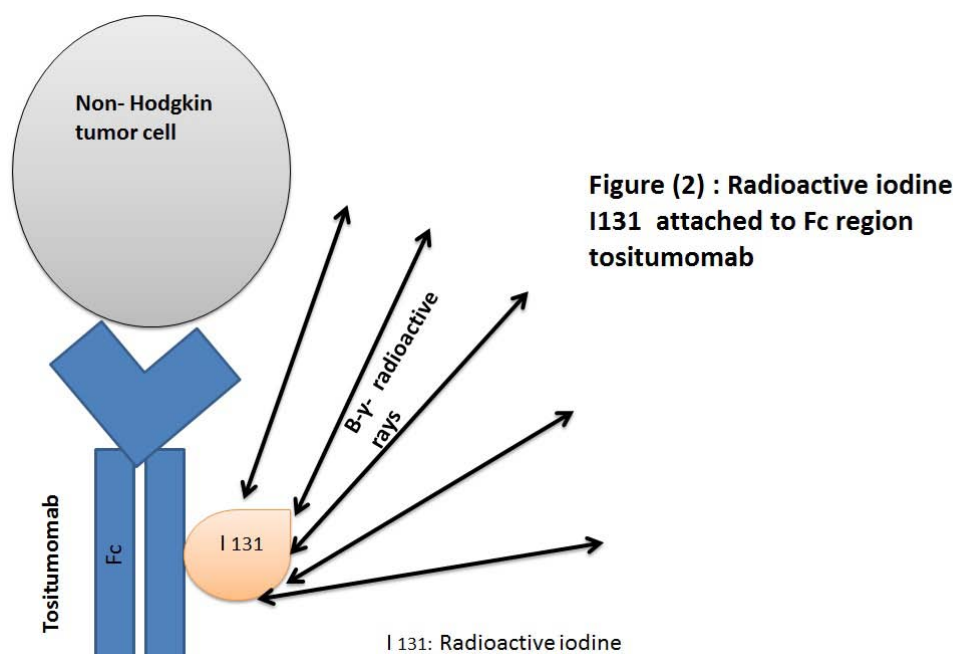 Non- Hodgkin
tumor cell
Figure (2) : Radioactive iodine
I131  attached to Fc region
tositumomab
B-γ- radioactive
rays
Tositumomab
Fc
I 131
I 131: Radioactive iodine